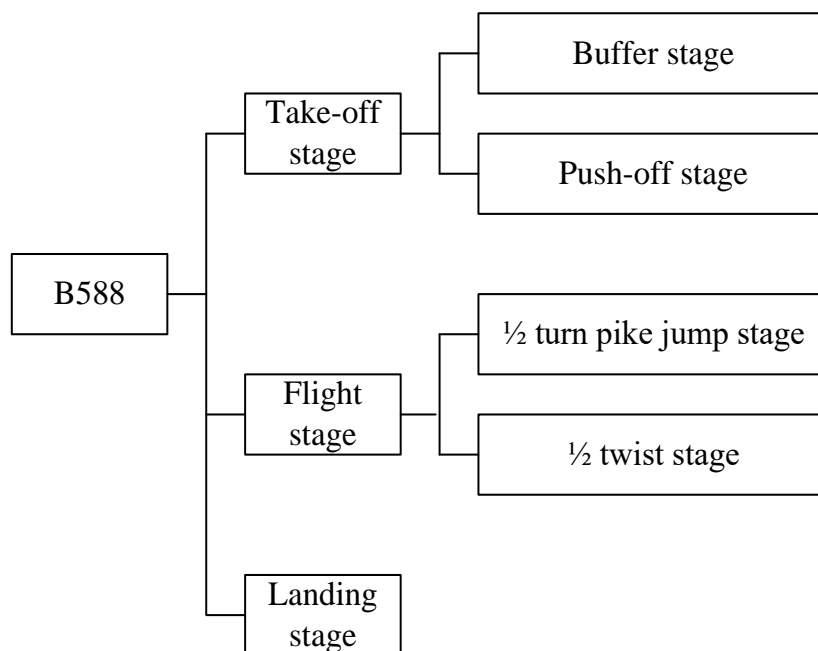 B588
Take-off
stage
Buffer stage
Push-off stage
Flight
stage
½ turn pike jump stage
½ twist stage
Landing
stage